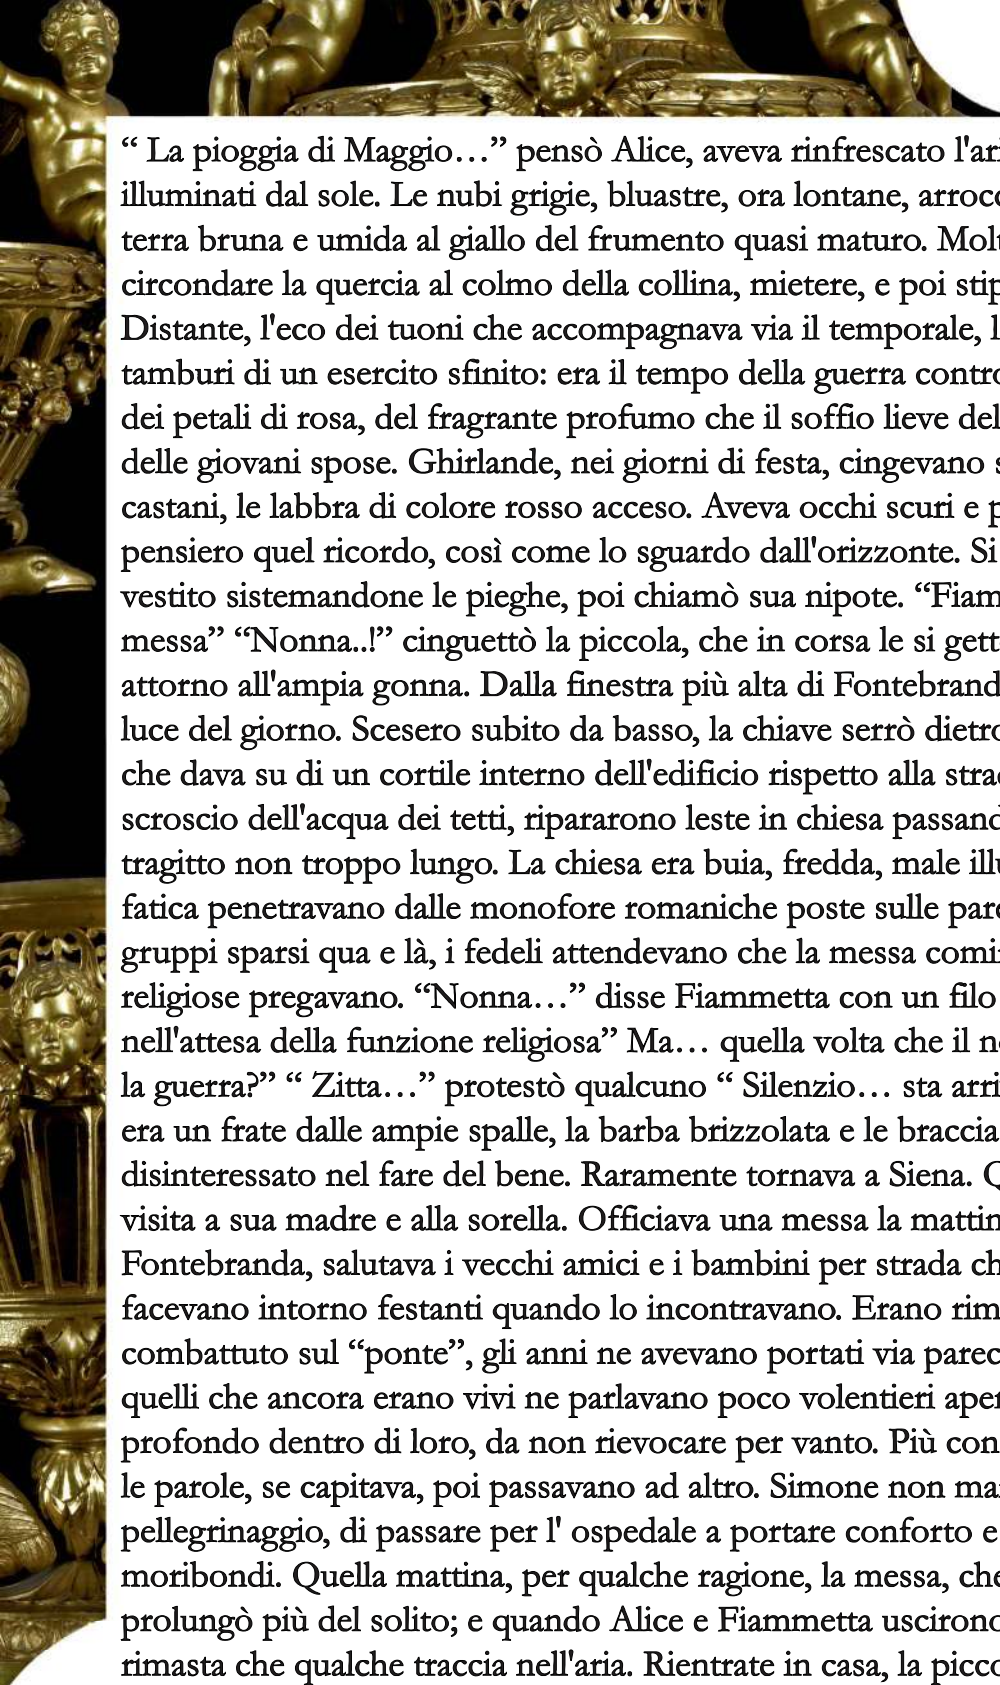 “ La pioggia di Maggio…” pensò Alice, aveva rinfrescato l'ari
illuminati dal sole. Le nubi grigie, bluastre, ora lontane, arroc
terra bruna e umida al giallo del frumento quasi maturo. Molt
circondare la quercia al colmo della collina, mietere, e poi stip
Distante, l'eco dei tuoni che accompagnava via il temporale, l
tamburi di un esercito sfinito: era il tempo della guerra contro
dei petali di rosa, del fragrante profumo che il soffio lieve del
delle giovani spose. Ghirlande, nei giorni di festa, cingevano s
castani, le labbra di colore rosso acceso. Aveva occhi scuri e p
pensiero quel ricordo, così come lo sguardo dall'orizzonte. Si
vestito sistemandone le pieghe, poi chiamò sua nipote. “Fiam
messa” “Nonna..!” cinguettò la piccola, che in corsa le si gett
attorno all'ampia gonna. Dalla finestra più alta di Fontebrand
luce del giorno. Scesero subito da basso, la chiave serrò dietro
che dava su di un cortile interno dell'edificio rispetto alla stra
scroscio dell'acqua dei tetti, ripararono leste in chiesa passand
tragitto non troppo lungo. La chiesa era buia, fredda, male illu
fatica penetravano dalle monofore romaniche poste sulle pare
gruppi sparsi qua e là, i fedeli attendevano che la messa comi
religiose pregavano. “Nonna…” disse Fiammetta con un filo
nell'attesa della funzione religiosa” Ma… quella volta che il n
la guerra?” “ Zitta…” protestò qualcuno “ Silenzio… sta arri
era un frate dalle ampie spalle, la barba brizzolata e le braccia
disinteressato nel fare del bene. Raramente tornava a Siena. Q
visita a sua madre e alla sorella. Officiava una messa la mattin
Fontebranda, salutava i vecchi amici e i bambini per strada ch
facevano intorno festanti quando lo incontravano. Erano rim
combattuto sul “ponte”, gli anni ne avevano portati via parec
quelli che ancora erano vivi ne parlavano poco volentieri aper
profondo dentro di loro, da non rievocare per vanto. Più con
le parole, se capitava, poi passavano ad altro. Simone non ma
pellegrinaggio, di passare per l' ospedale a portare conforto e
moribondi. Quella mattina, per qualche ragione, la messa, che
prolungò più del solito; e quando Alice e Fiammetta uscirono
rimasta che qualche traccia nell'aria. Rientrate in casa, la picco